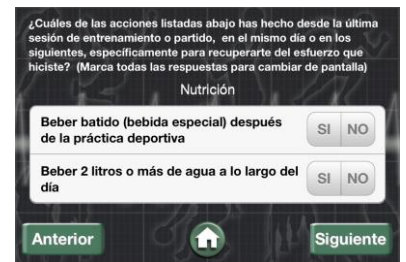 ¿Cuáles de las acciones listadas abajo has hecho desde la última
sesión de entrenamiento o partido, en el mismo día o en los
siguientes, específicamente para recuperarte del esfuerzo que
hiciste? (Marca todas las respuestas para cambiar de pantalla)
Nutrición
Beber batido (bebida especial) después
de la práctica deportiva
SI NO
Beber 2 litros o más de agua a lo largo del
día
SI NO
Anterior
Siguiente